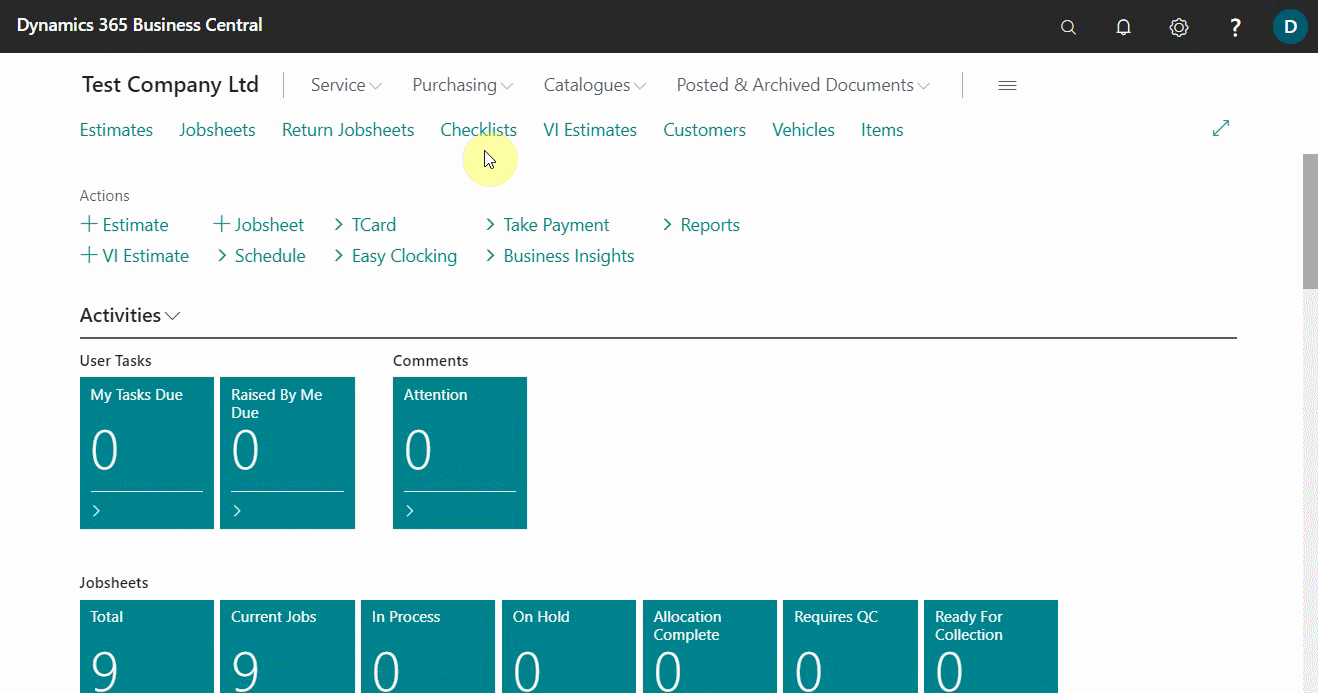 Dynamics 365 Business Central
?
D
Test Company Ltd
Service
Purchasing
Catalogues
Posted & Archived Documents
Estimates
Jobsheets
Return Jobsheets
Checklists
VI Estimates
Customers
Vehicles
Items
Actions
+ Estimate
+ Jobsheet
> TCard
> Take Payment
> Reports
+ VI Estimate
> Schedule
> Easy Clocking
> Business Insights
Activities
User Tasks
Comments
My Tasks Due
0
Raised By Me
Due
0
Attention
0
Jobsheets
Total
9
Current Jobs
9
In Process
0
On Hold
0
Allocation
Complete
0
Requires QC
0
Ready For
Collection
0